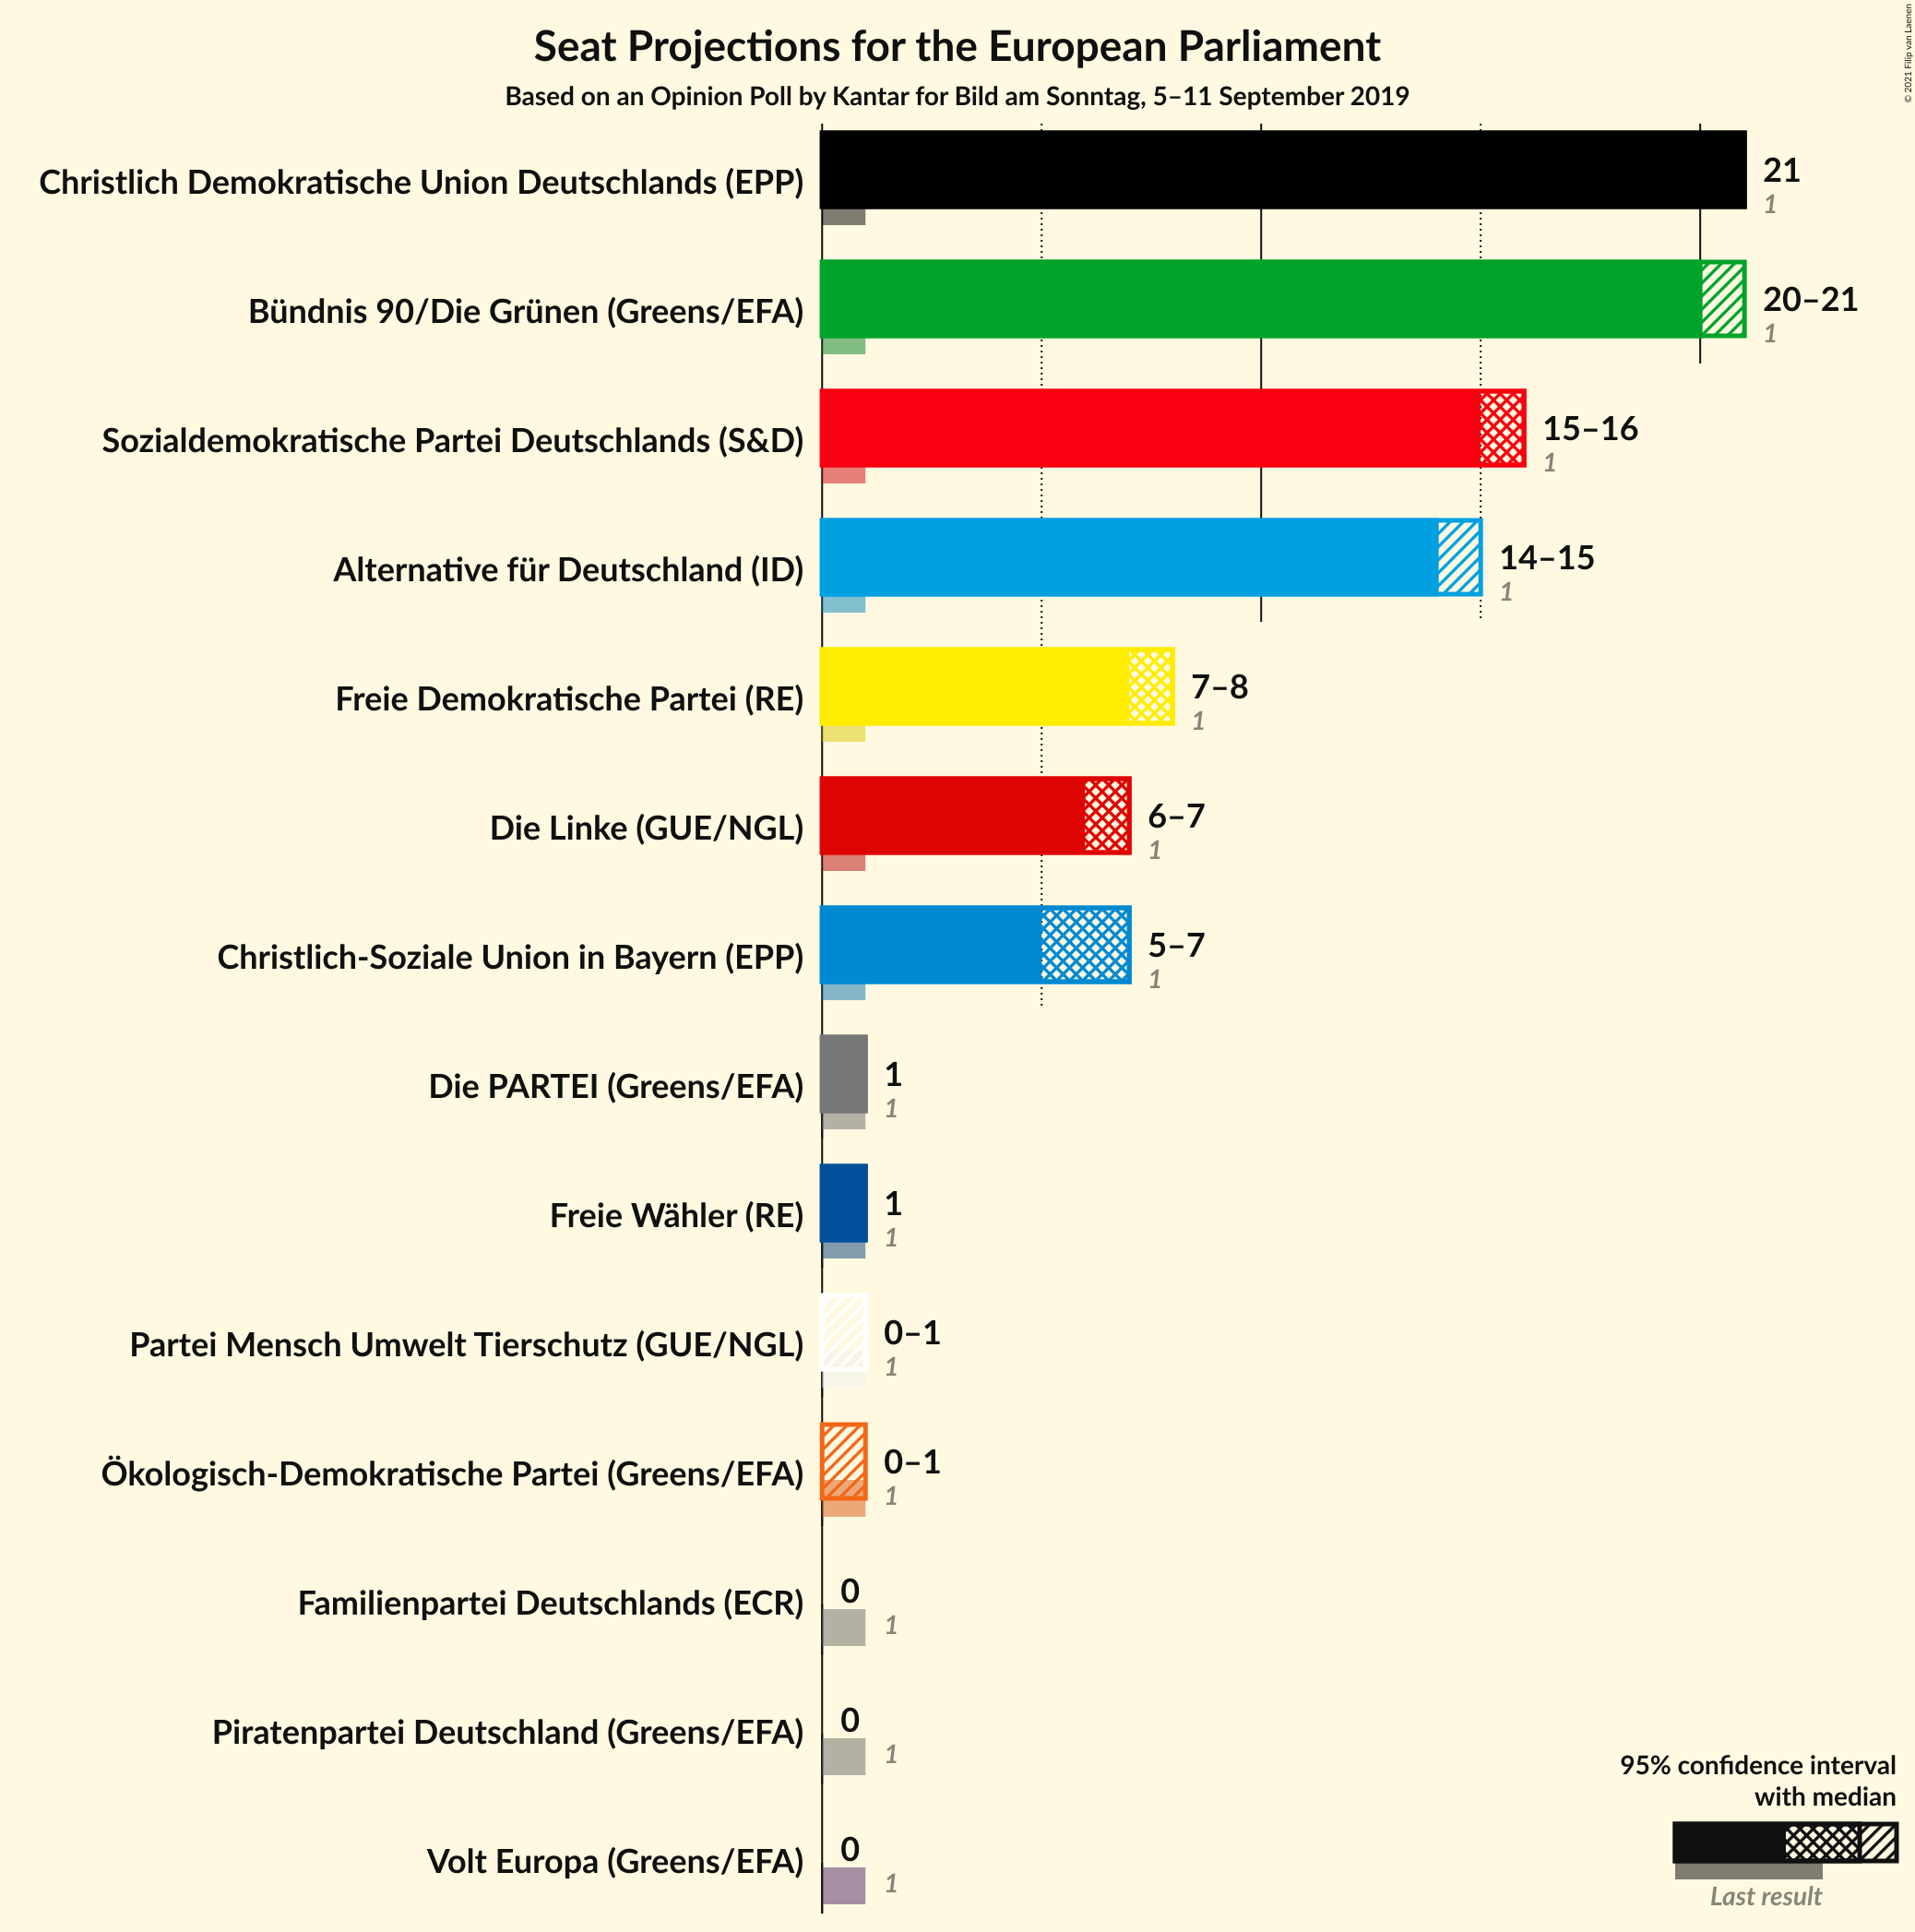 Seat Projections for the European Parliament
Based on an Opinion Poll by Kantar for Bild am Sonntag, 5–11 September 2019
© 2021 Filip van Laenen
Christlich Demokratische Union Deutschlands (EPP)
21
1
Bündnis 90/Die Grünen (Greens/EFA)
20–21
1
Sozialdemokratische Partei Deutschlands (S&D)
15–16
1
Alternative für Deutschland (ID)
14–15
1
Freie Demokratische Partei (RE)
7–8
1
Die Linke (GUE/NGL)
6–7
1
Christlich-Soziale Union in Bayern (EPP)
5–7
1
Die PARTEI (Greens/EFA)
1
1
Freie Wähler (RE)
1
1
Partei Mensch Umwelt Tierschutz (GUE/NGL)
0–1
1
Ökologisch-Demokratische Partei (Greens/EFA)
0–1
1
Familienpartei Deutschlands (ECR)
0
1
Piratenpartei Deutschland (Greens/EFA)
0
1
Volt Europa (Greens/EFA)
0
1
95% confidence interval
with median
Last result